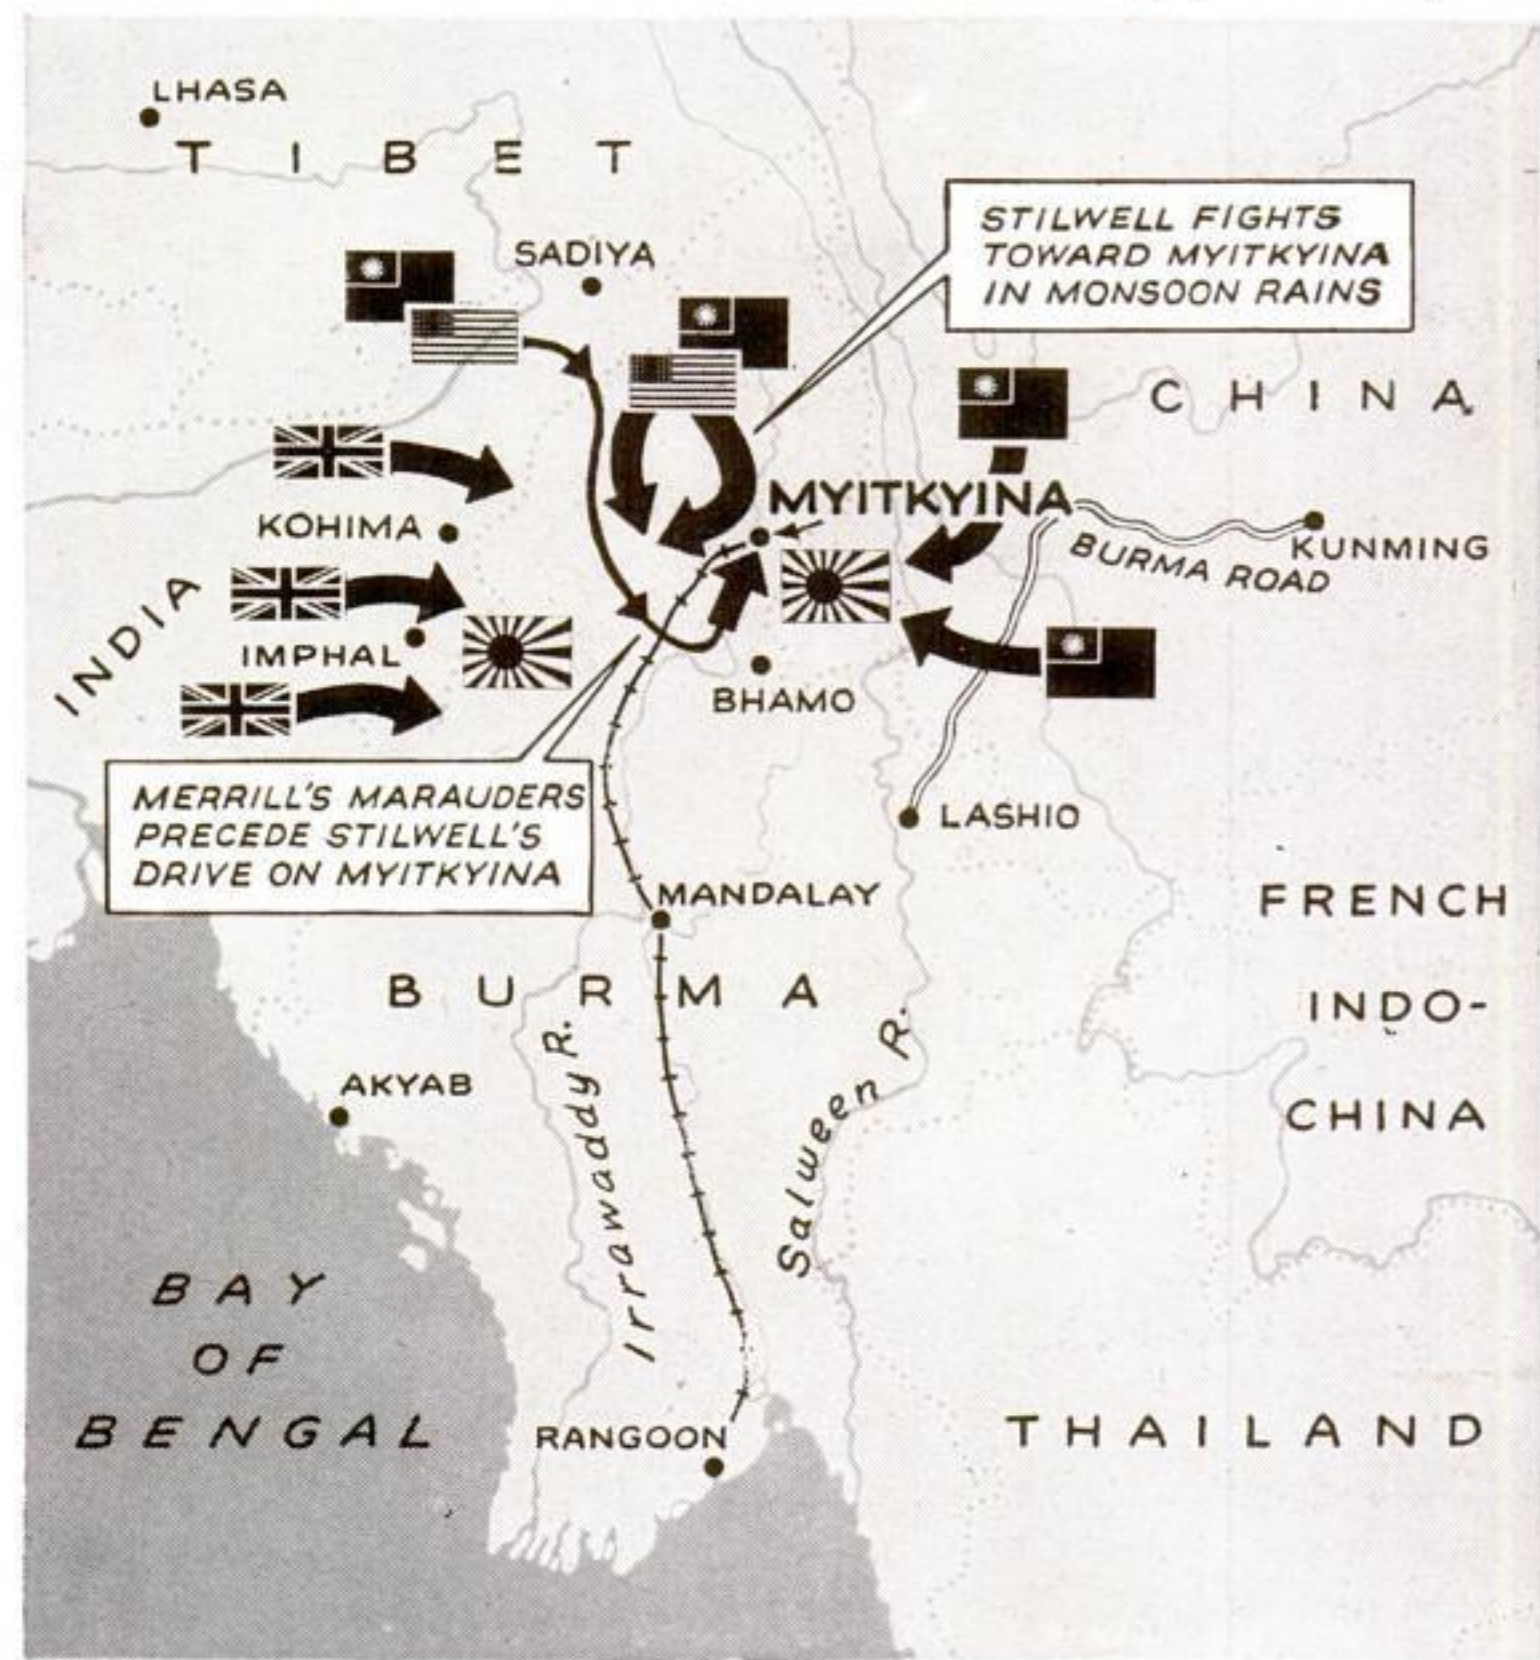 LHASA
TIBET
SADIYA
STILWELL FIGHTS
TOWARD MYITKYINA
IN MONSOON RAINS
CHINA
MYITKYINA
KOHIMA
BURMA ROAD
KUNMING
INDIA
IMPHAL
BHAMO
MERRILL'S MARAUDERS
PRECEDE STILWELL'S
DRIVE ON MYITKYINA
LASHIO
MANDALAY
FRENCH
INDO-
CHINA
BURMA
Irrawaddy R.
Salween R.
AKYAB
BAY
OF
BENGAL
RANGOON
THAILAND